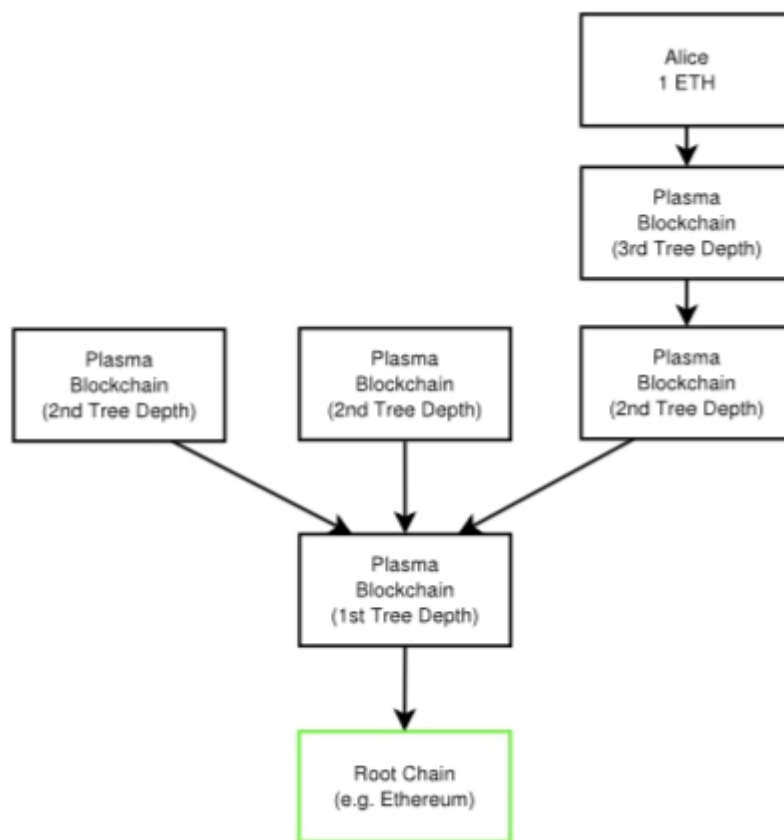 Alice
1 ETH
Plasma
Blockchain
(3rd Tree Depth)
Plasma
Blockchain
(2nd Tree Depth)
Plasma
Blockchain
(2nd Tree Depth)
Plasma
Blockchain
(2nd Tree Depth)
Plasma
Blockchain
(1st Tree Depth)
Root Chain
(e.g. Ethereum)